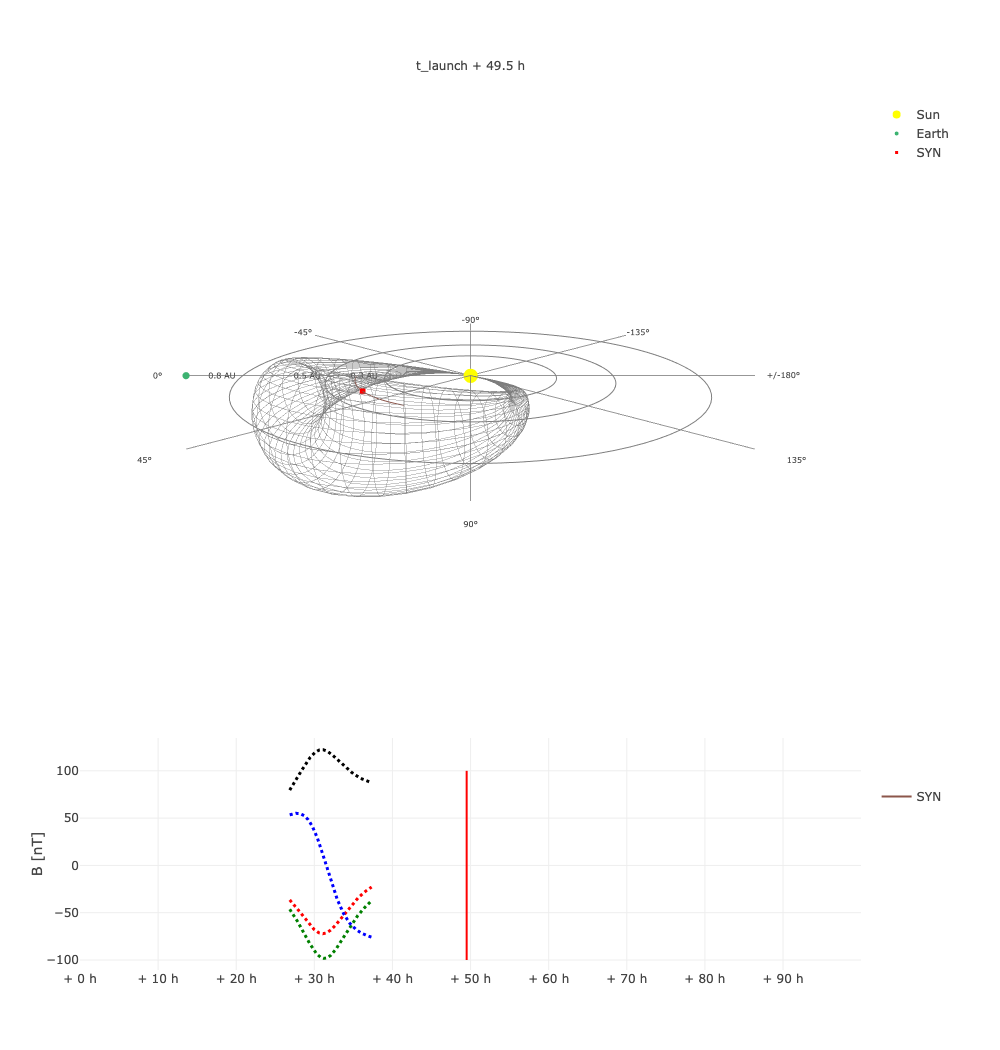 t_launch + 49.5 h
Sun
Earth
SYN
-90°
-45°
-135°
0°
0.8 AU
0.5 AU
0.3 AU
+/-180°
45°
135°
90°
B [nT]
100
50
0
−50
−100
+ 0 h
+ 10 h
+ 20 h
+ 30 h
+ 40 h
+ 50 h
+ 60 h
+ 70 h
+ 80 h
+ 90 h
SYN